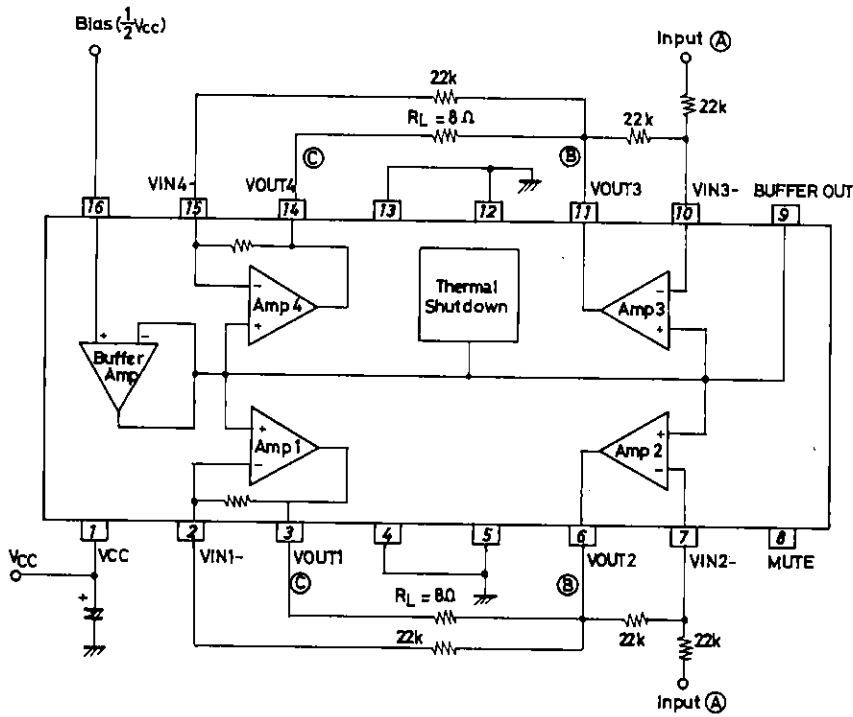 Bias(½Vcc)
Input Ⓐ
22k
22k
22k
RL = 8Ω
Ⓒ
Ⓑ
VIN4-
VOUT4
VOUT3
VIN3-
BUFFER OUT
16
15
14
13
12
11
10
9
-
Amp 4
+
Thermal
Shutdown
-
Amp3
+
+
-
Buffer
Amp
+
Amp 1
-
+
Amp 2
-
1
2
3
4
5
6
7
8
VCC
VIN1-
VOUT1
VOUT2
VIN2-
MUTE
VCC
+
Ⓒ
Ⓑ
RL = 8Ω
22k
22k
22k
Input Ⓐ